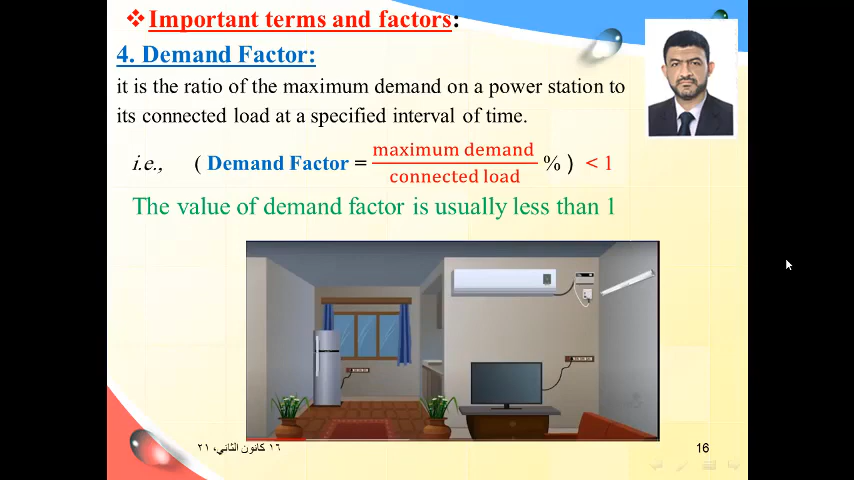 ❖Important terms and factors:
4. Demand Factor:
it is the ratio of the maximum demand on a power station to
its connected load at a specified interval of time.
i.e., ( Demand Factor = maximum demand / connected load % ) < 1
The value of demand factor is usually less than 1
١٦ كانون الثاني، ٢١
16